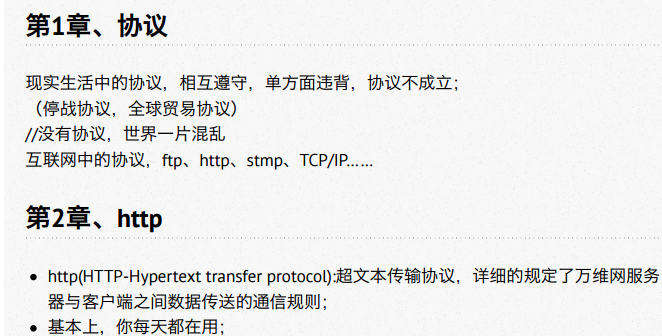 第1章、协议
现实生活中的协议，相互遵守，单方面违背，协议不成立；
（停战协议，全球贸易协议）
//没有协议，世界一片混乱
互联网中的协议，ftp、http、stmp、TCP/IP……
第2章、http
• http(HTTP-Hypertext transfer protocol):超文本传输协议，详细的规定了万维网服务
器与客户端之间数据传送的通信规则；
• 基本上，你每天都在用；